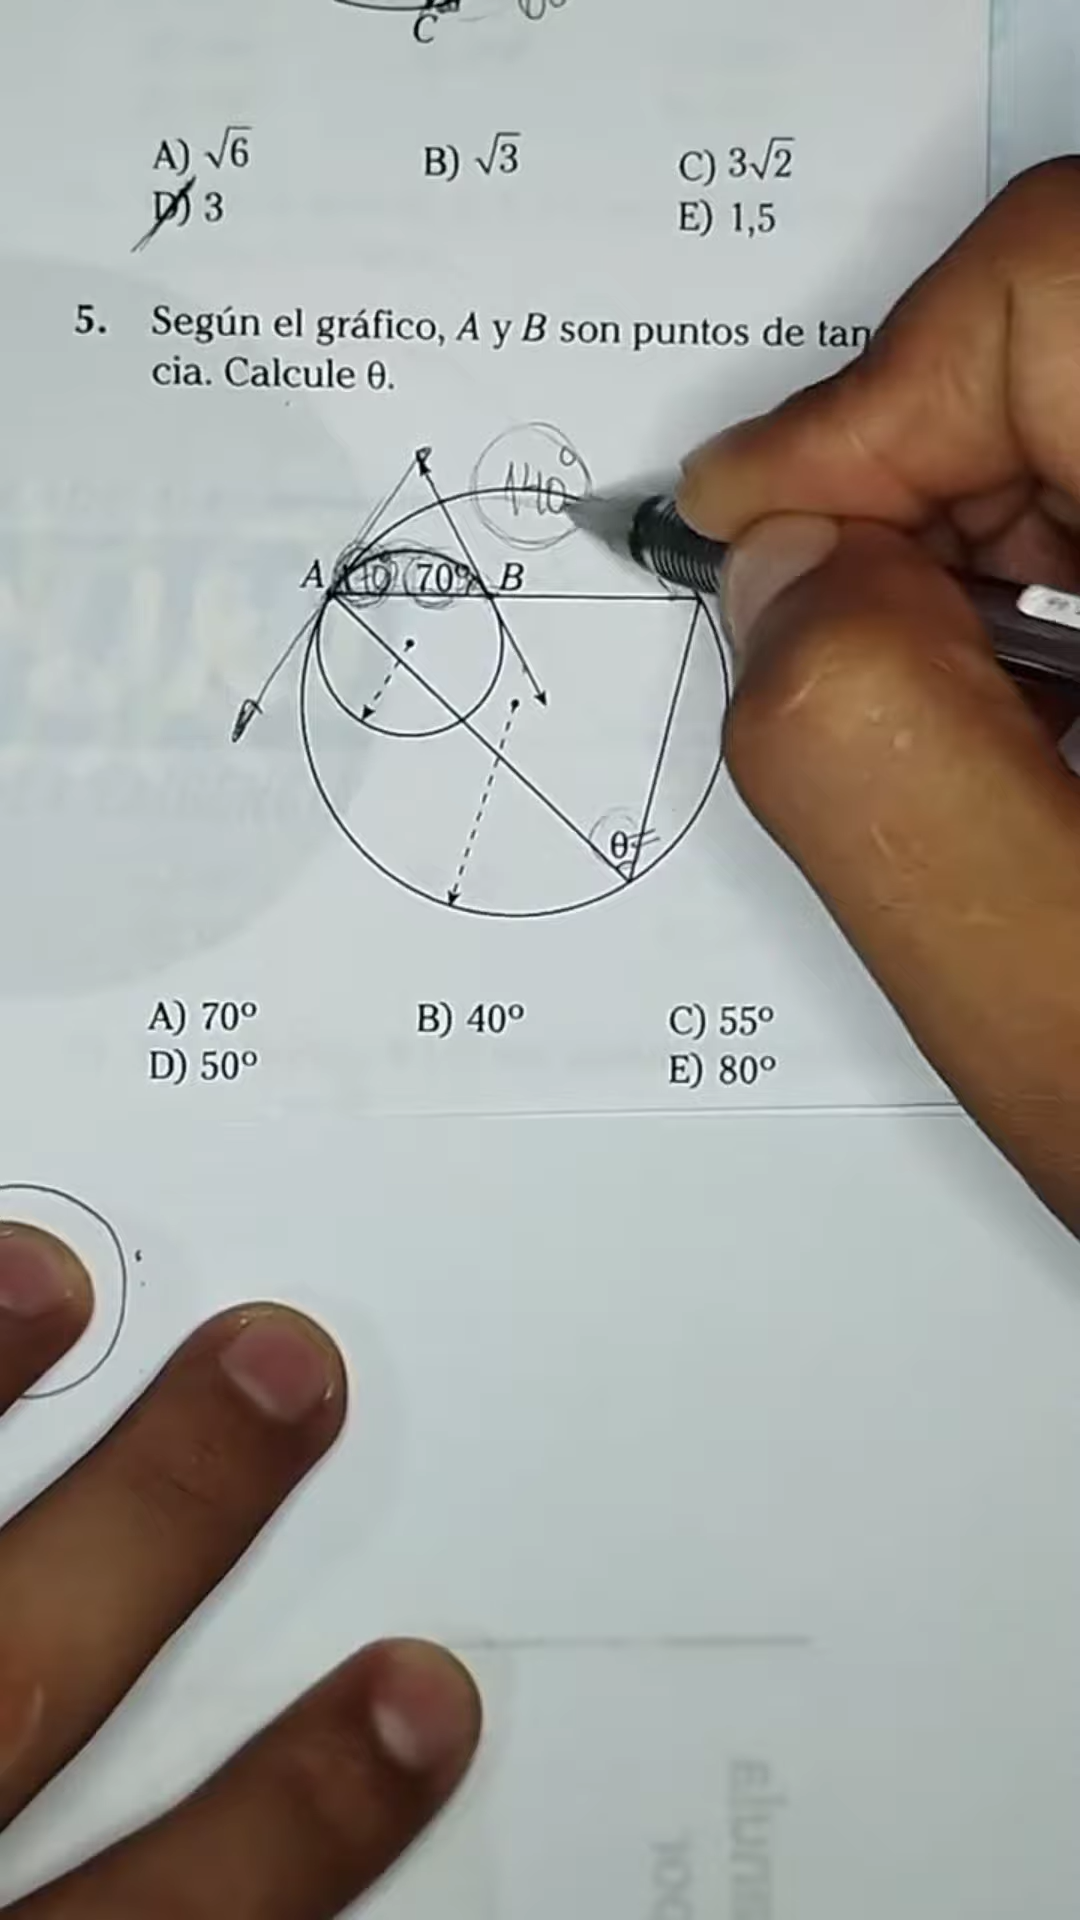 C
A) √6 B) √3 C) 3√2
D) 3 E) 1,5
5. Según el gráfico, A y B son puntos de tan
cia. Calcule θ.
140°
A 70° 70° B
θ
A) 70° B) 40° C) 55°
D) 50° E) 80°